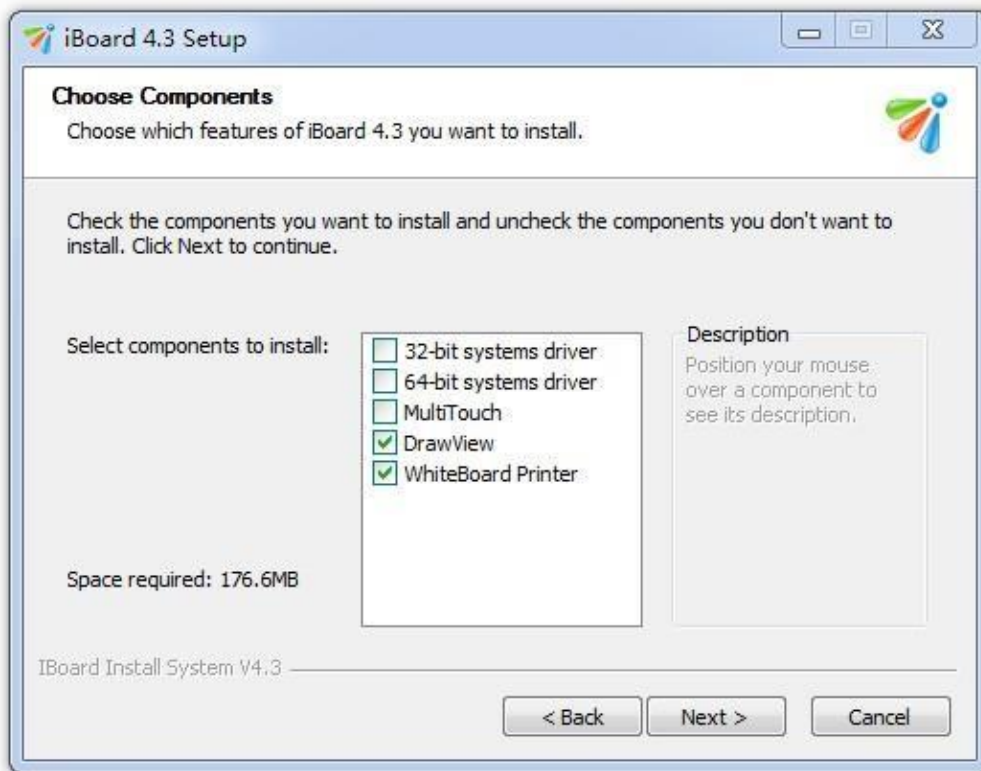 iBoard 4.3 Setup
Choose Components
Choose which features of iBoard 4.3 you want to install.
Check the components you want to install and uncheck the components you don't want to
install. Click Next to continue.
Select components to install:
32-bit systems driver
64-bit systems driver
MultiTouch
DrawView
WhiteBoard Printer
Description
Position your mouse
over a component to
see its description.
Space required: 176.6MB
IBoard Install System V4.3
< Back
Next >
Cancel